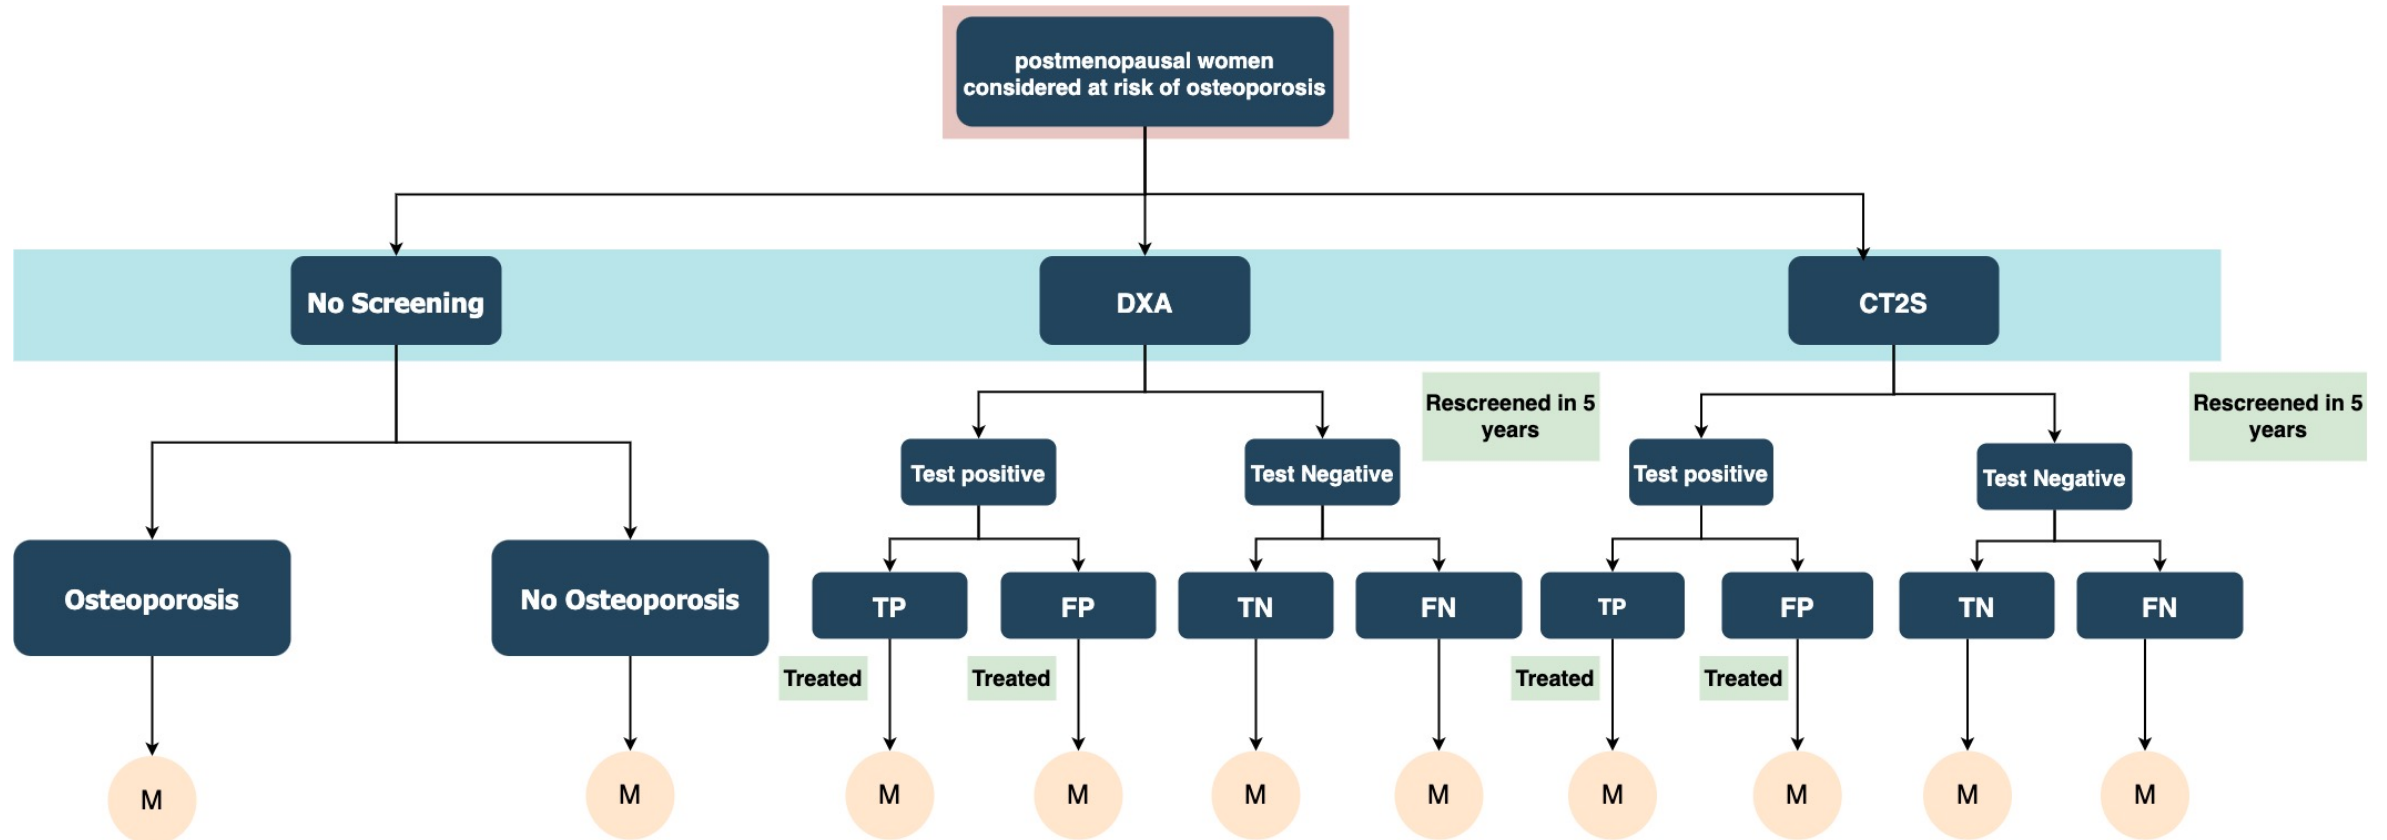 postmenopausal women
considered at risk of osteoporosis
No Screening
DXA
CT2S
Rescreened in 5
years
Rescreened in 5
years
Test positive
Test Negative
Test positive
Test Negative
Osteoporosis
No Osteoporosis
TP
FP
TN
FN
TP
FP
TN
FN
Treated
Treated
Treated
Treated
M
M
M
M
M
M
M
M
M
M